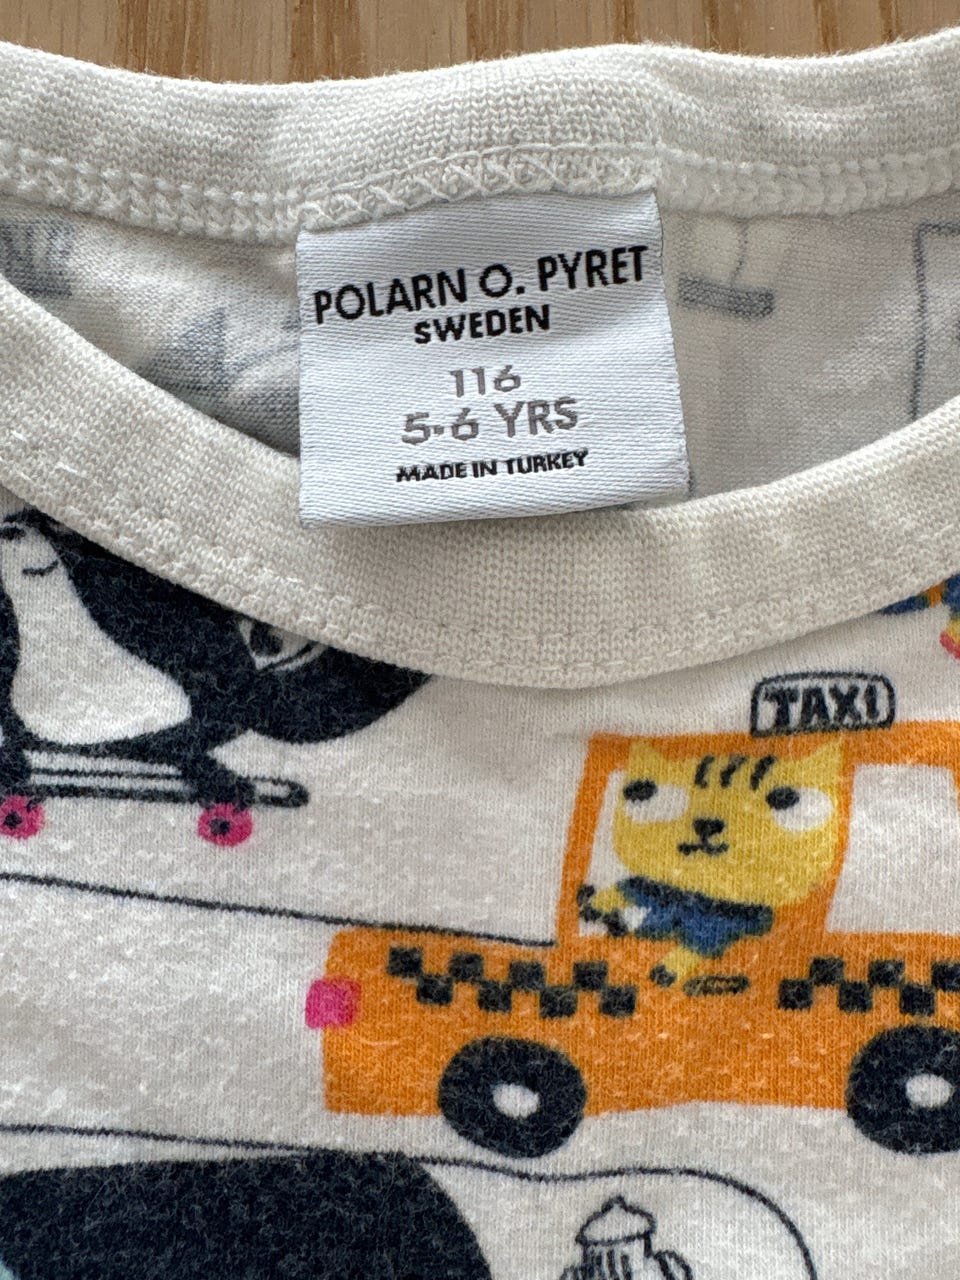 POLARN O. PYRET
SWEDEN
116
5-6 YRS
MADE IN TURKEY
TAXI